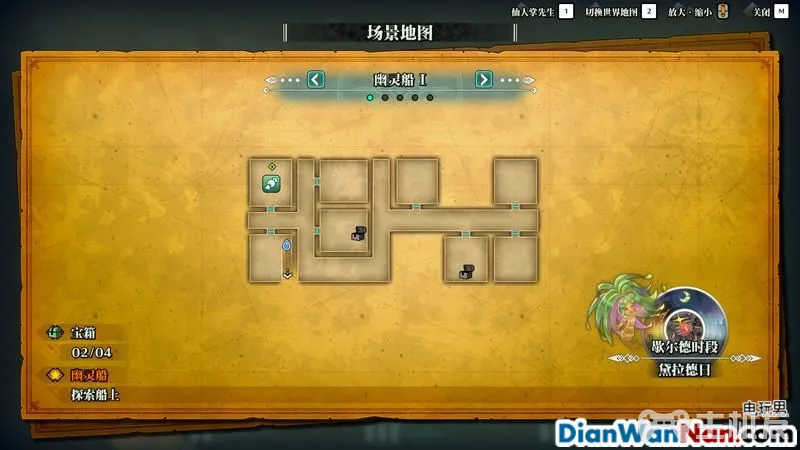 仙人掌先生 1 切换世界地图 2 放大·缩小 关闭 M
场景地图
幽灵船 I
宝箱
02/04
幽灵船
探索船上
歇尔德时段
黛拉德日
电玩男
DianWanNan.com